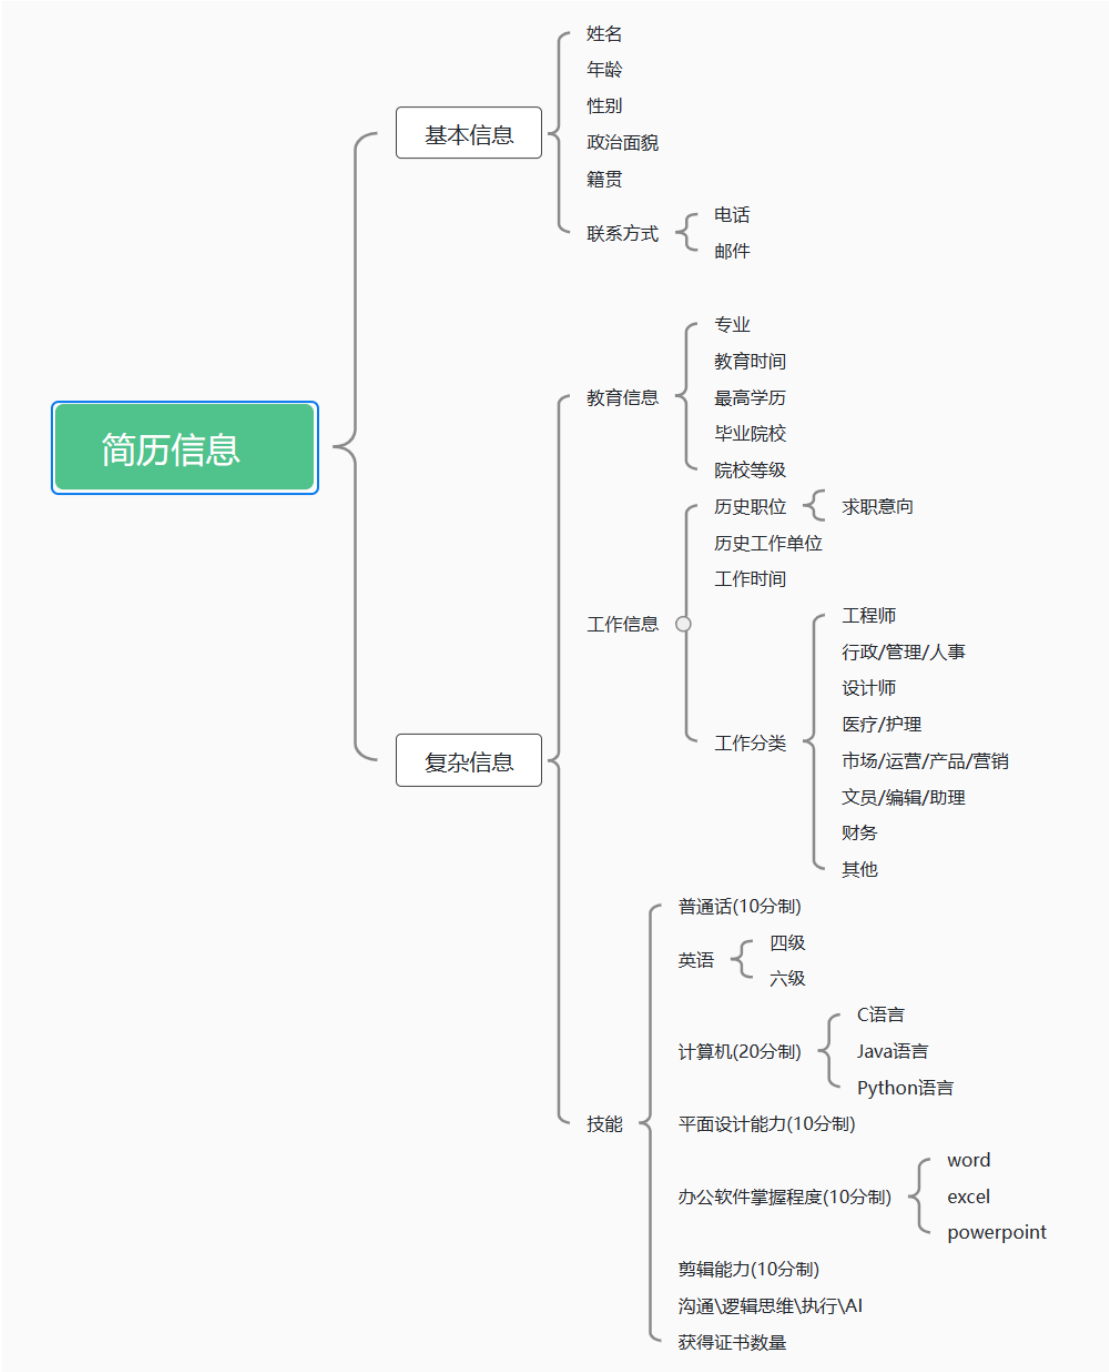 简历信息
基本信息
姓名
年龄
性别
政治面貌
籍贯
联系方式
电话
邮件
复杂信息
教育信息
专业
教育时间
最高学历
毕业院校
院校等级
工作信息
历史职位
求职意向
历史工作单位
工作时间
工作分类
工程师
行政/管理/人事
设计师
医疗/护理
市场/运营/产品/营销
文员/编辑/助理
财务
其他
技能
普通话(10分制)
英语
四级
六级
计算机(20分制)
C语言
Java语言
Python语言
平面设计能力(10分制)
办公软件掌握程度(10分制)
word
excel
powerpoint
剪辑能力(10分制)
沟通\逻辑思维\执行\AI
获得证书数量